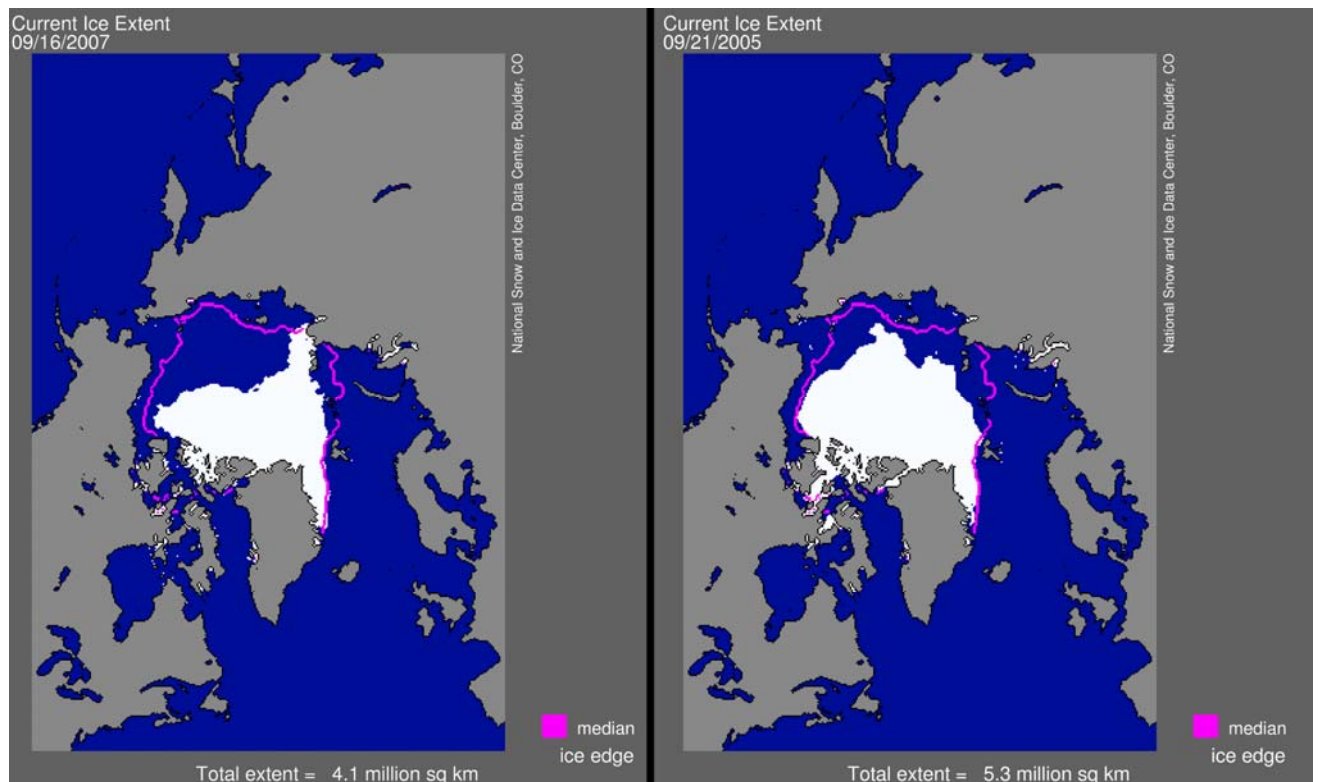 Current Ice Extent
09/16/2007
National Snow and Ice Data Center, Boulder, CO
median
ice edge
Total extent = 4.1 million sq km
Current Ice Extent
09/21/2005
National Snow and Ice Data Center, Boulder, CO
median
ice edge
Total extent = 5.3 million sq km